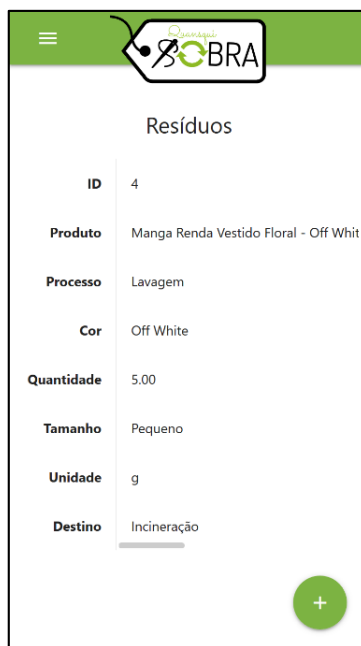 Quansqui
SOBRA
Resíduos
ID 4
Produto Manga Renda Vestido Floral - Off Whit
Processo Lavagem
Cor Off White
Quantidade 5.00
Tamanho Pequeno
Unidade g
Destino Incineração
+